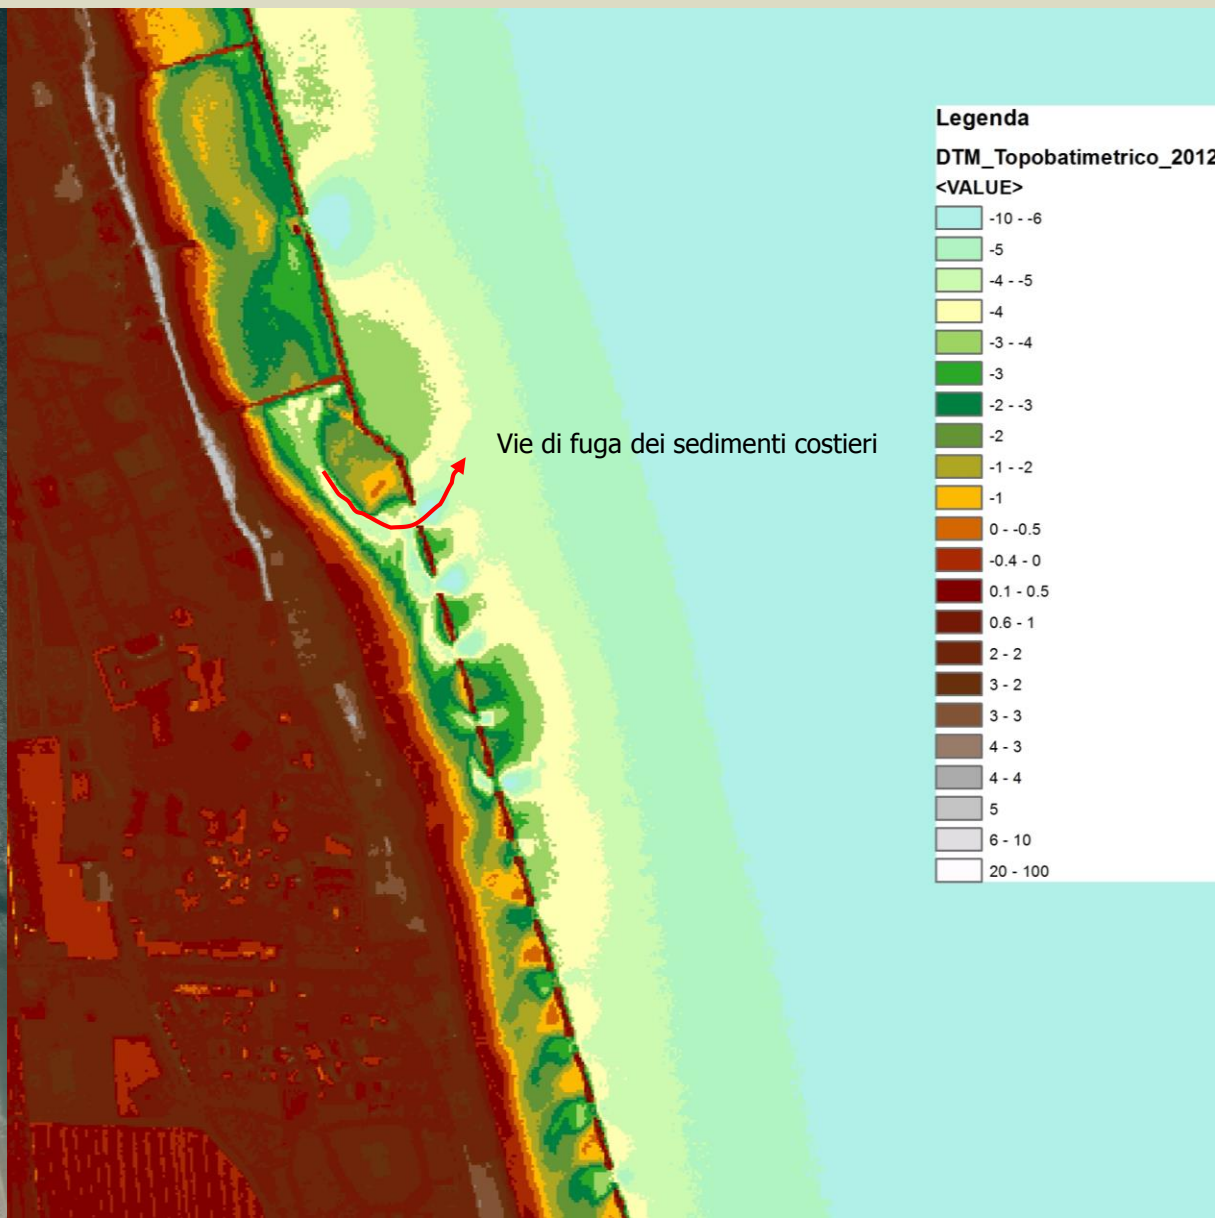 Legenda
DTM_Topobatimetrico_2012
<VALUE>
-10 - -6
-5
-4 - -5
-4
-3 - -4
-3
-2 - -3
-2
-1 - -2
-1
0 - -0.5
-0.4 - 0
0.1 - 0.5
0.6 - 1
2 - 2
3 - 2
3 - 3
4 - 3
4 - 4
5
6 - 10
20 - 100
Vie di fuga dei sedimenti costieri